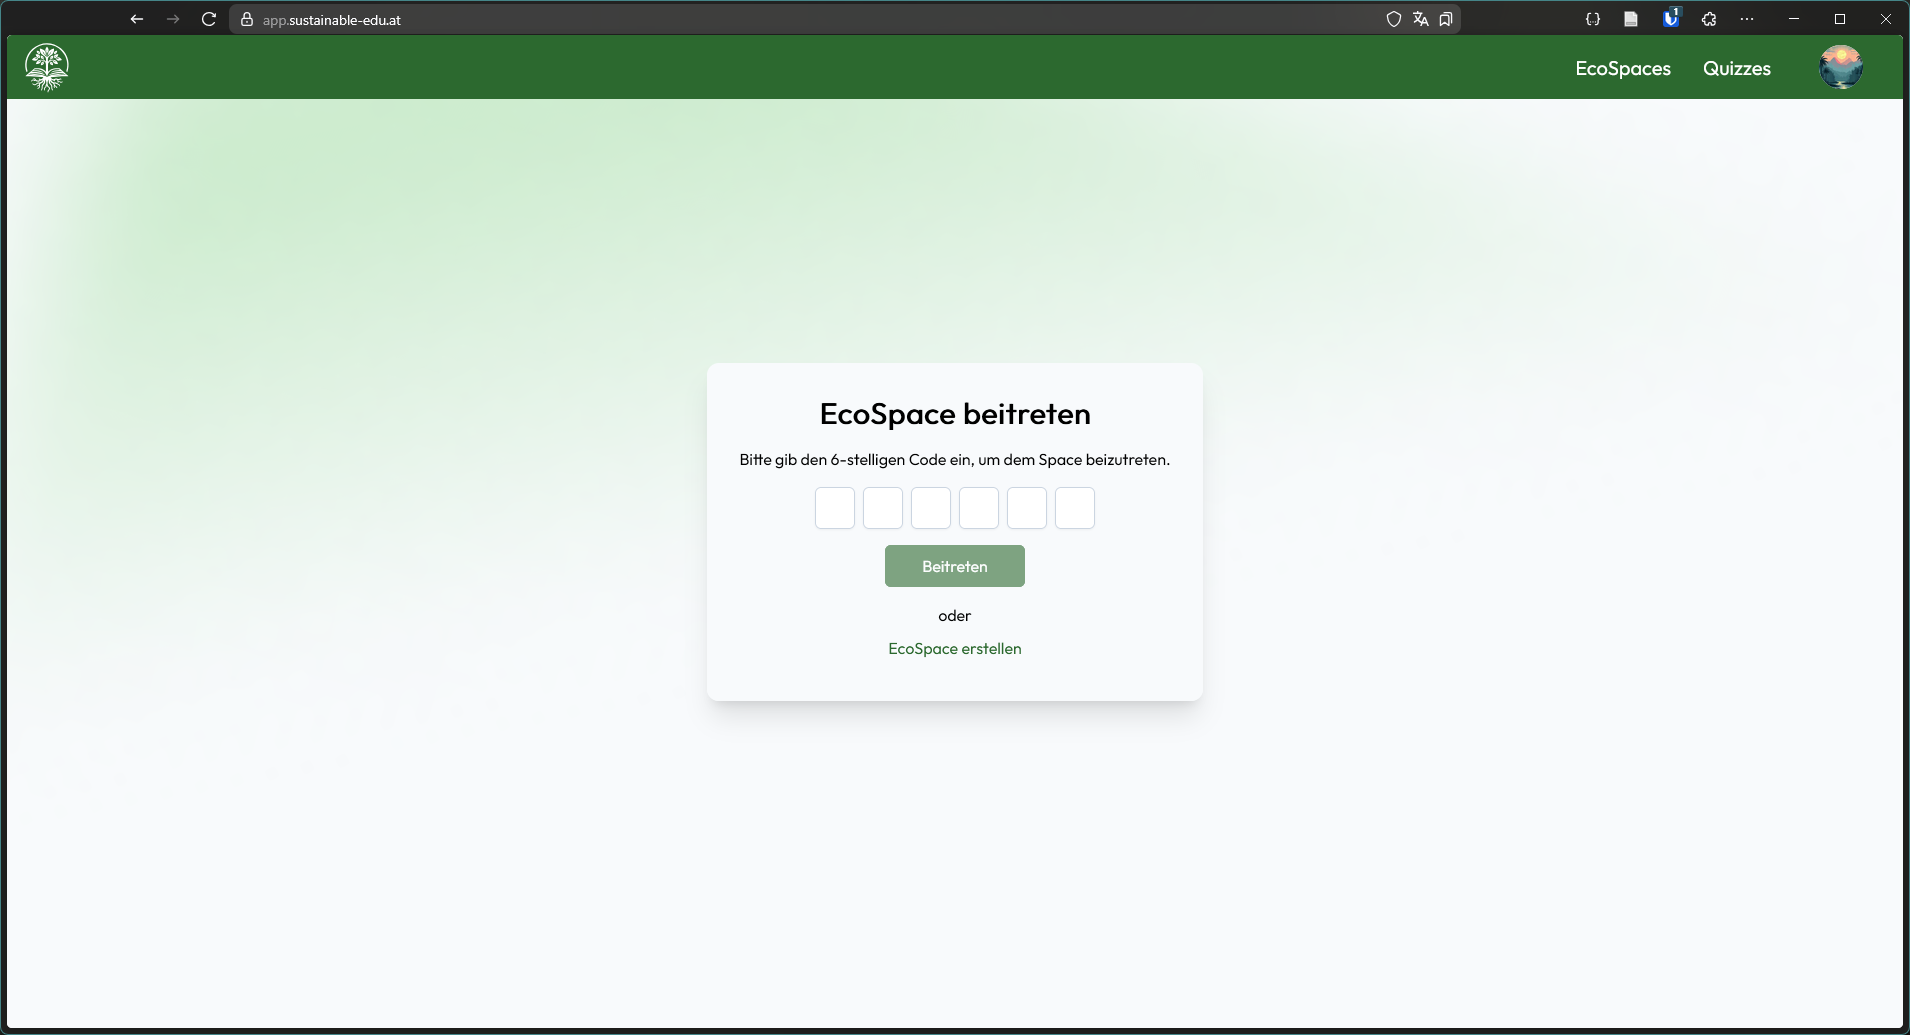 app.sustainable-edu.at
1
EcoSpaces
Quizzes
EcoSpace beitreten
Bitte gib den 6-stelligen Code ein, um dem Space beizutreten.
Beitreten
oder
EcoSpace erstellen